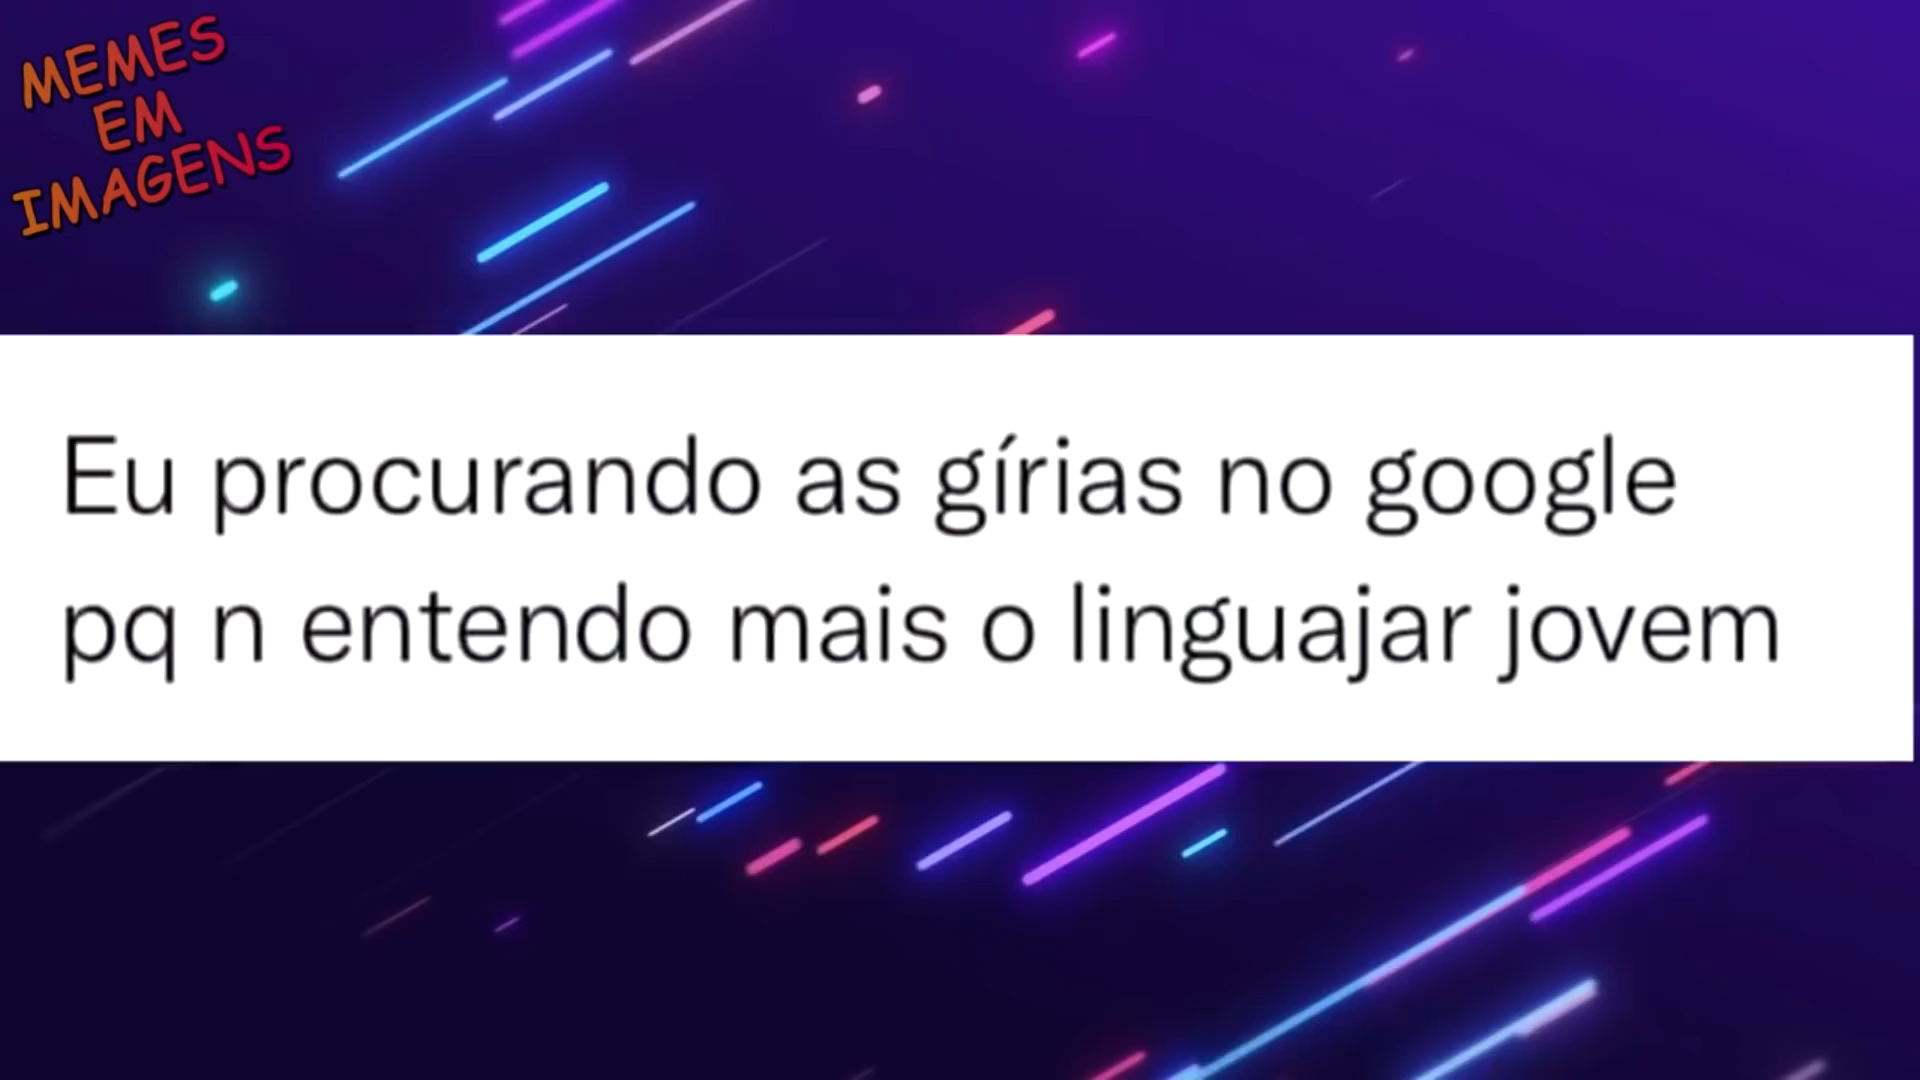 MEMES
EM
IMAGENS
Eu procurando as gírias no google
pq n entendo mais o linguajar jovem